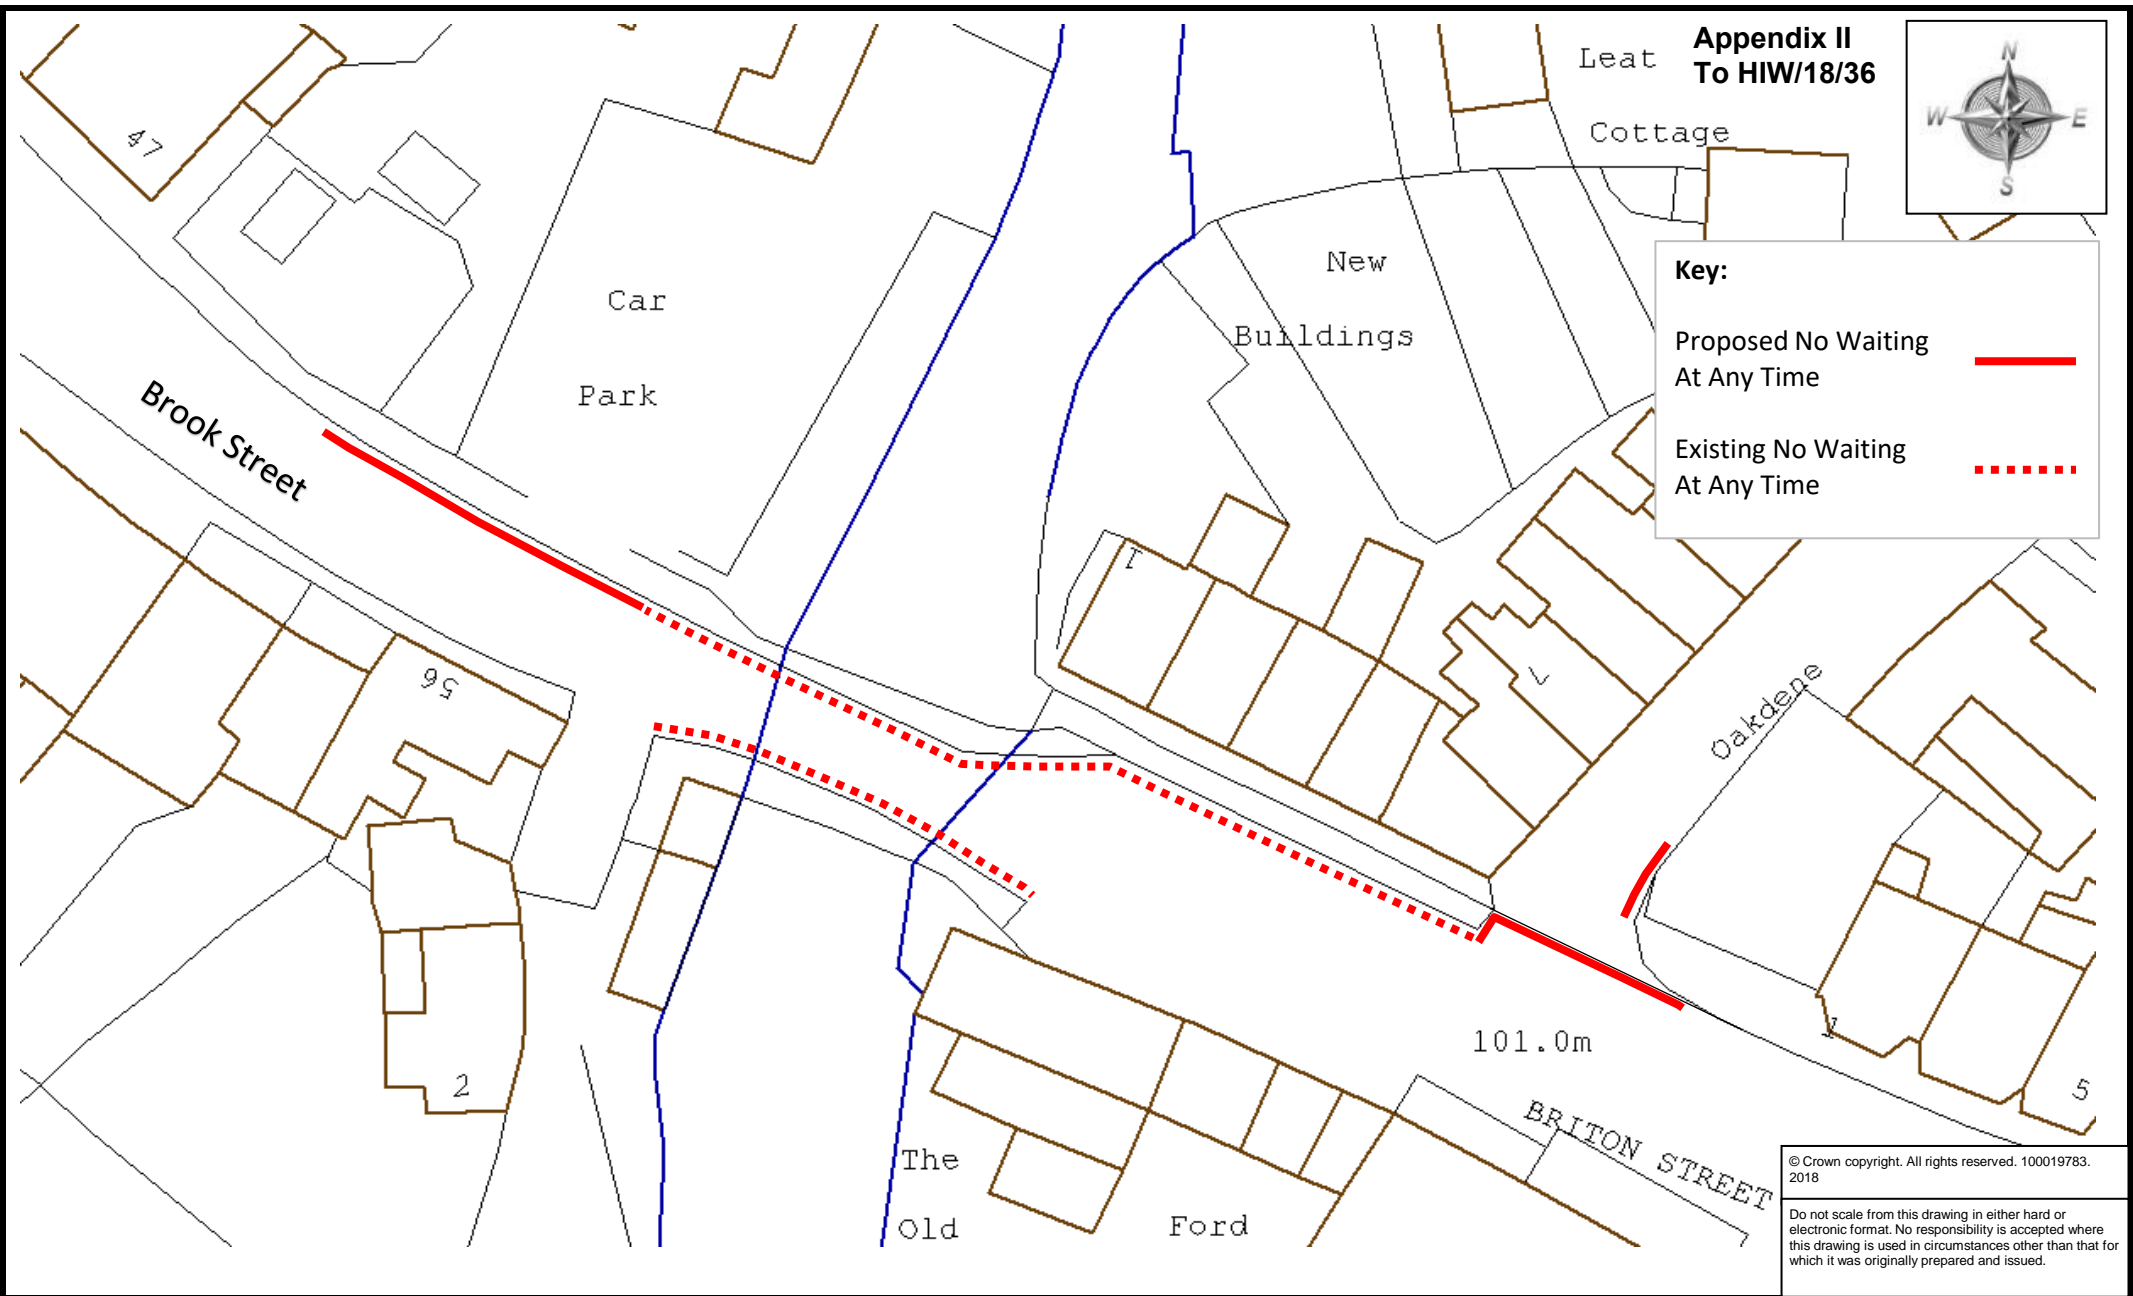 Appendix II
To HIW/18/36
N
W
E
S
Leat
Cottage
47
Car
Park
New
Buildings
Key:
Proposed No Waiting
At Any Time
Existing No Waiting
At Any Time
Brook Street
56
1
7
Oakdene
2
101.0m
1
5
BRITON STREET
The
Old
Ford
© Crown copyright. All rights reserved. 100019783.
2018
Do not scale from this drawing in either hard or
electronic format. No responsibility is accepted where
this drawing is used in circumstances other than that for
which it was originally prepared and issued.